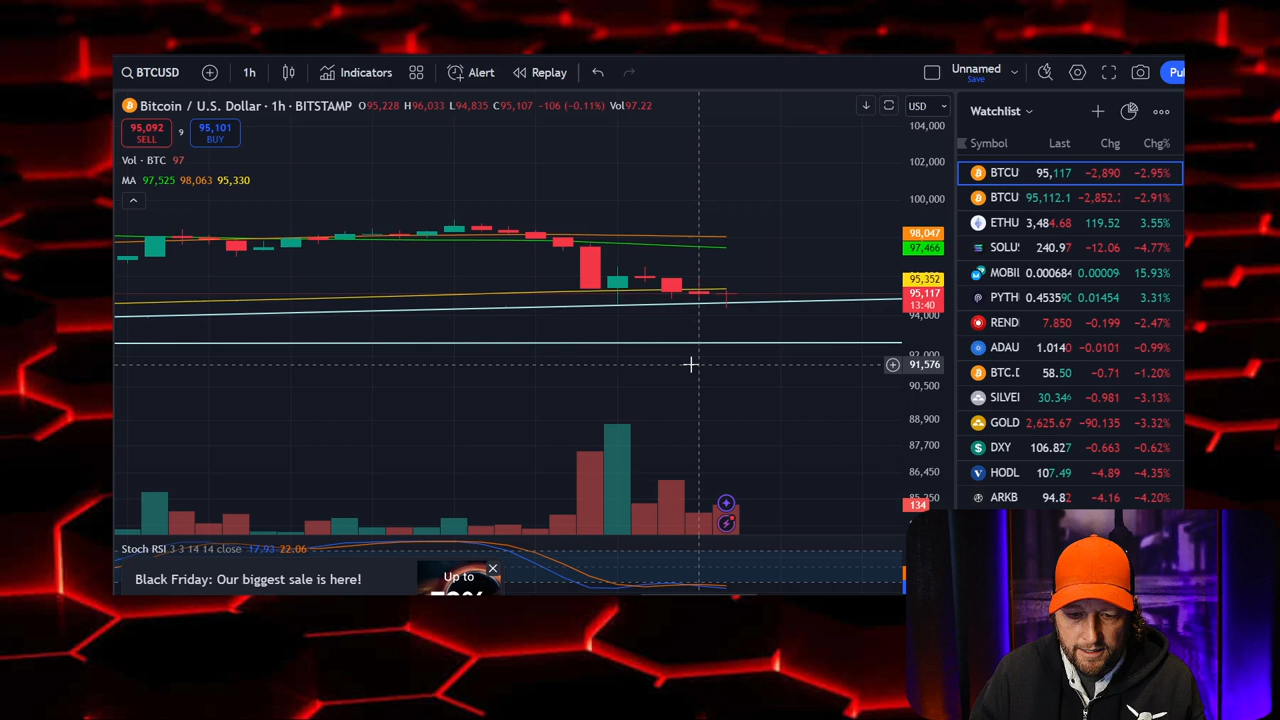 BTCUSD 1h Indicators Alert Replay Unnamed Save
Bitcoin / U.S. Dollar · 1h · BITSTAMP O95,228 H96,033 L94,835 C95,107 −106 (−0.11%) Vol97.22 USD
95,092 SELL 9 95,101 BUY
Vol · BTC 97
MA 97,525 98,063 95,330
104,000
102,000
100,000
98,047
97,466
95,352
95,117
13:40
94,000
92,000
91,576
90,500
88,900
87,700
86,450
134
Stoch RSI 3 3 14 14 close 17.93 22.06
Black Friday: Our biggest sale is here!
Up to
Watchlist
Symbol Last Chg Chg%
BTCU 95,117 −2,890 −2.95%
BTCU 95,112.1 −2,852. −2.91%
ETHU 3,484.68 119.52 3.55%
SOLU 240.97 −12.06 −4.77%
MOBIL 0.000684 0.00009 15.93%
PYTH 0.45359 0.01454 3.31%
REND 7.850 −0.199 −2.47%
ADAU 1.0140 −0.0101 −0.99%
BTC.D 58.50 −0.71 −1.20%
SILVE 30.346 −0.981 −3.13%
GOLD 2,625.67 −90.135 −3.32%
DXY 106.827 −0.663 −0.62%
HODL 107.49 −4.89 −4.35%
ARKB 94.82 −4.16 −4.20%